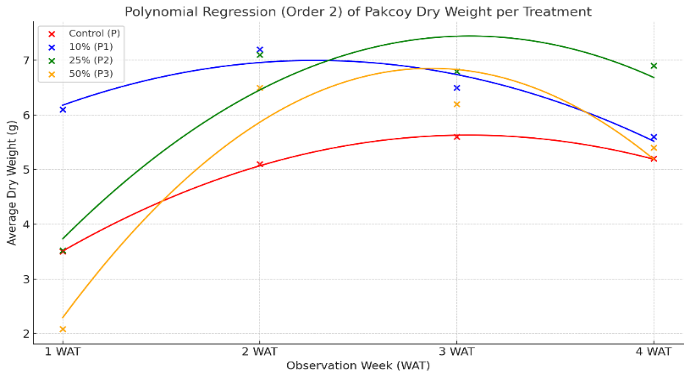 Polynomial Regression (Order 2) of Pakcoy Dry Weight per Treatment
Control (P)
10% (P1)
25% (P2)
50% (P3)
Average Dry Weight (g)
7
6
5
4
3
2
1 WAT
2 WAT
3 WAT
4 WAT
Observation Week (WAT)